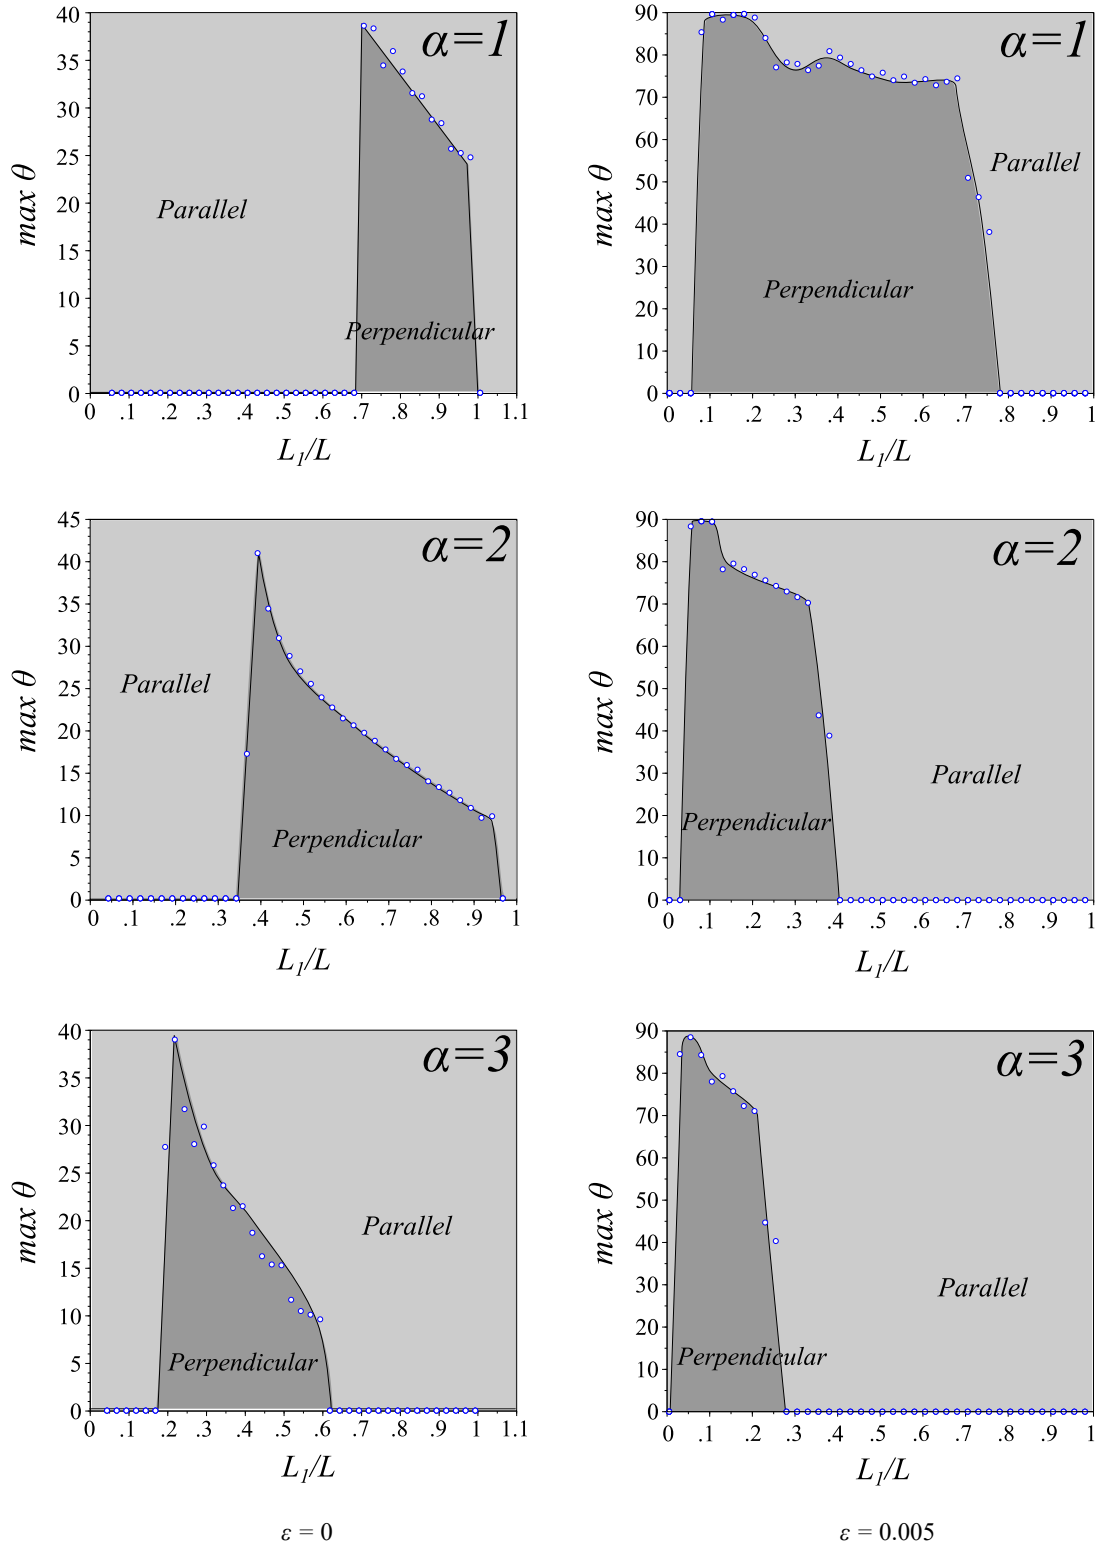 40
35
30
25
20
15
10
5
0
max θ
α=1
Parallel
Perpendicular
0 .1 .2 .3 .4 .5 .6 .7 .8 .9 1 1.1
L1/L
90
80
70
60
50
40
30
20
10
0
max θ
α=1
Parallel
Perpendicular
0 .1 .2 .3 .4 .5 .6 .7 .8 .9 1
L1/L
45
40
35
30
25
20
15
10
5
0
max θ
α=2
Parallel
Perpendicular
0 .1 .2 .3 .4 .5 .6 .7 .8 .9 1
L1/L
90
80
70
60
50
40
30
20
10
0
max θ
α=2
Parallel
Perpendicular
0 .1 .2 .3 .4 .5 .6 .7 .8 .9 1
L1/L
40
35
30
25
20
15
10
5
0
max θ
α=3
Parallel
Perpendicular
0 .1 .2 .3 .4 .5 .6 .7 .8 .9 1 1.1
L1/L
90
80
70
60
50
40
30
20
10
0
max θ
α=3
Parallel
Perpendicular
0 .1 .2 .3 .4 .5 .6 .7 .8 .9 1
L1/L
ε = 0
ε = 0.005